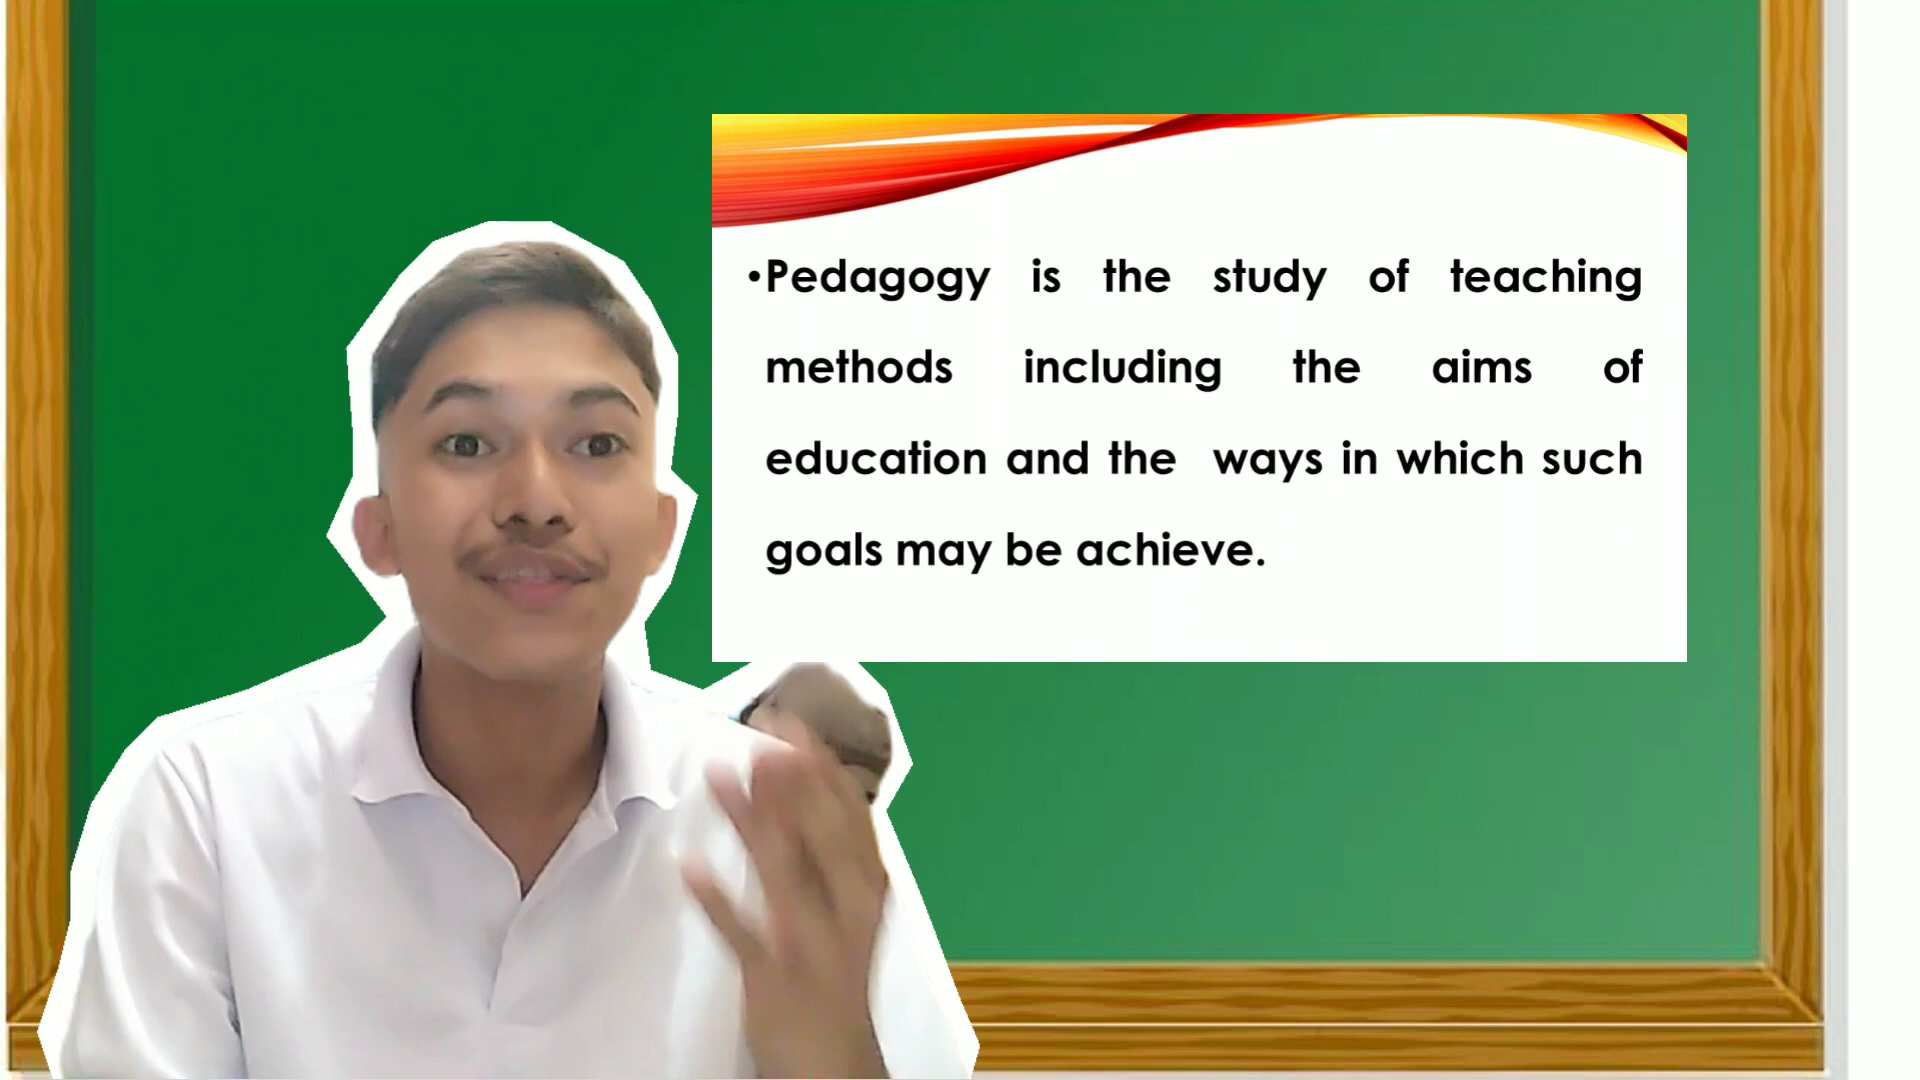 •Pedagogy is the study of teaching
methods including the aims of
education and the ways in which such
goals may be achieve.